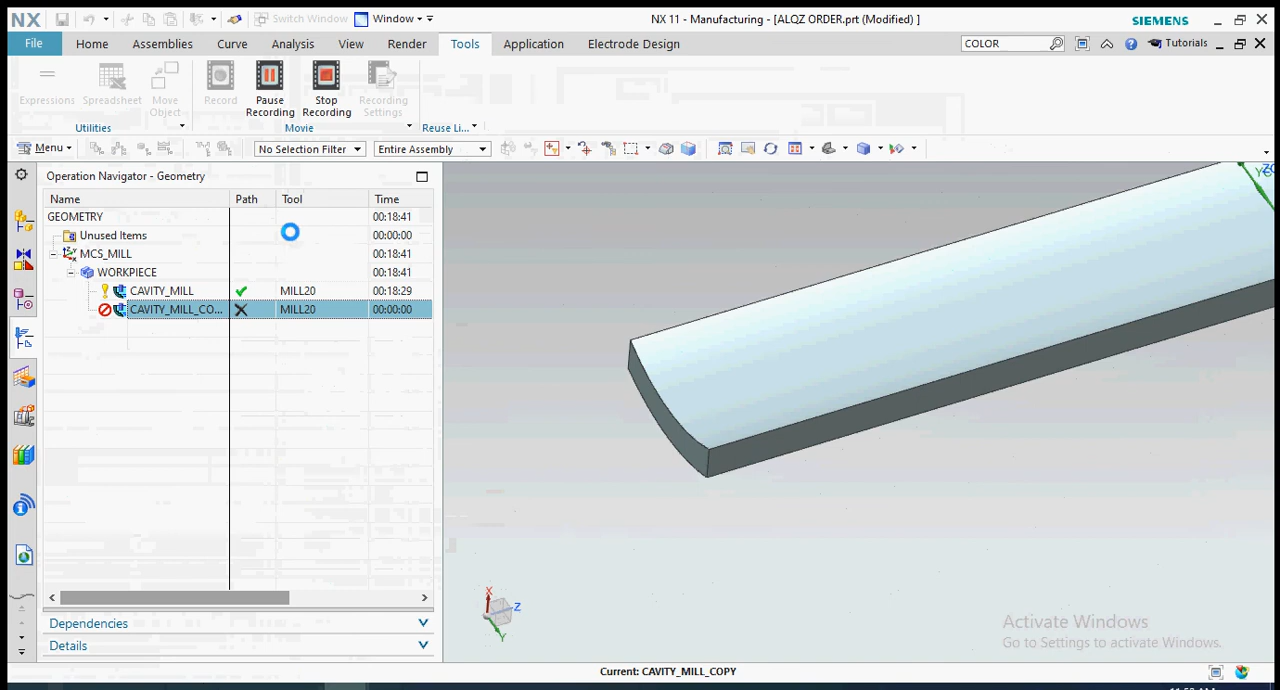 NX Switch Window Window NX 11 - Manufacturing - [ALQZ ORDER.prt (Modified) ] SIEMENS
File Home Assemblies Curve Analysis View Render Tools Application Electrode Design COLOR Tutorials
Expressions Spreadsheet Move Object Record Pause Recording Stop Recording Recording Settings
Utilities Movie Reuse Li...
Menu No Selection Filter Entire Assembly
Operation Navigator - Geometry
Name Path Tool Time
GEOMETRY 00:18:41
Unused Items 00:00:00
MCS_MILL 00:18:41
WORKPIECE 00:18:41
CAVITY_MILL MILL20 00:18:29
CAVITY_MILL_CO... MILL20 00:00:00
Dependencies
Details
X
Z
Y
Activate Windows
Go to Settings to activate Windows.
Current: CAVITY_MILL_COPY